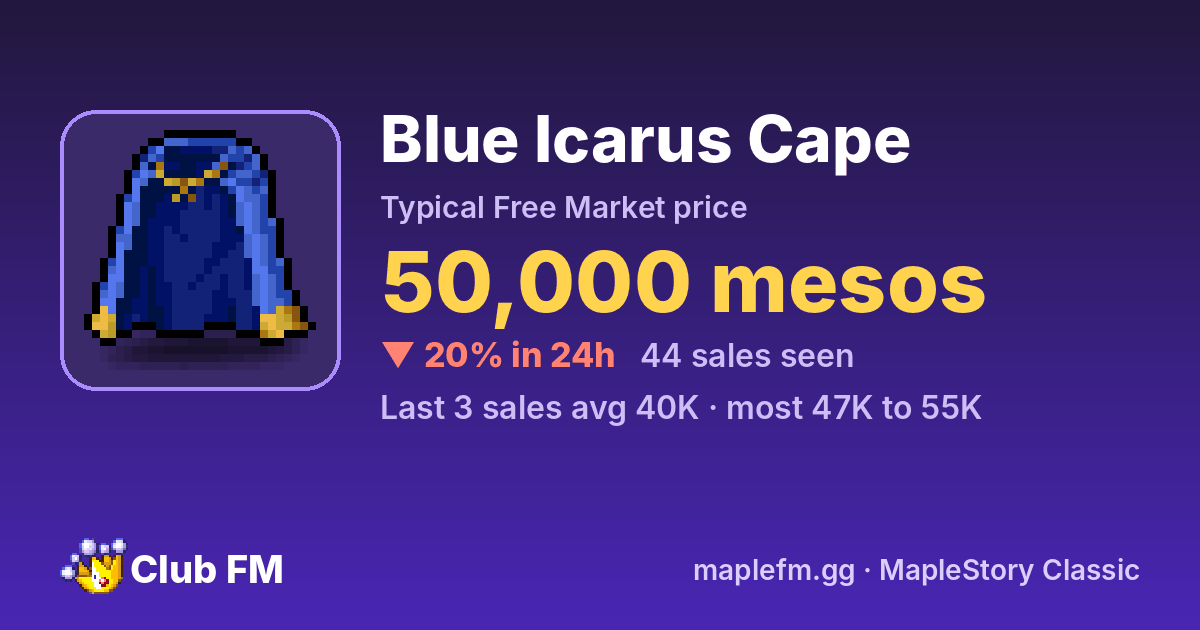 Blue Icarus Cape
Typical Free Market price
50,000 mesos
▼ 20% in 24h 44 sales seen
Last 3 sales avg 40K · most 47K to 55K
Club FM
maplefm.gg · MapleStory Classic